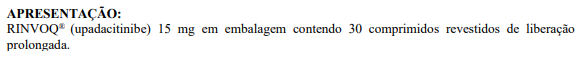 APRESENTAÇÃO:
RINVOQ® (upadacitinibe) 15 mg em embalagem contendo 30 comprimidos revestidos de liberação
prolongada.